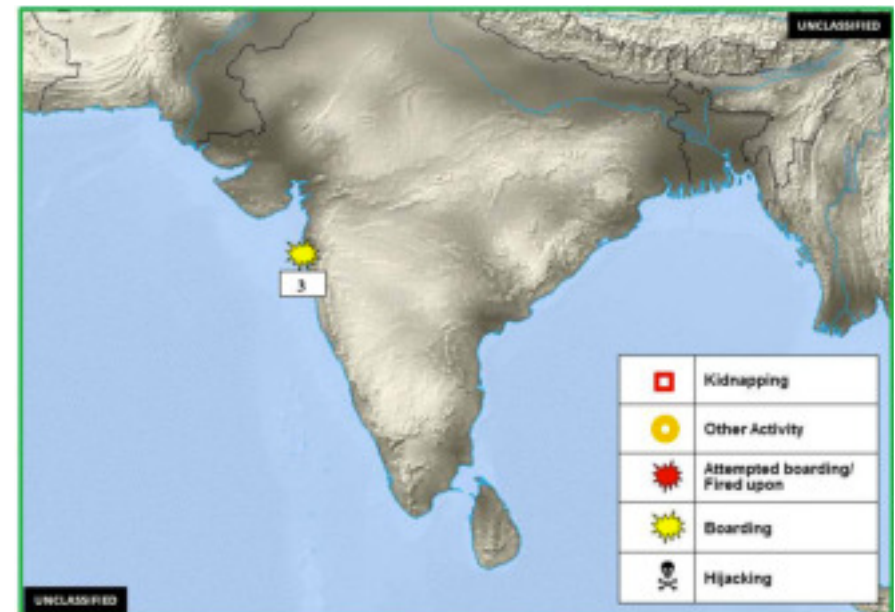 UNCLASSIFIED
3
Kidnapping
Other Activity
Attempted boarding/
Fired upon
Boarding
Hijacking
UNCLASSIFIED